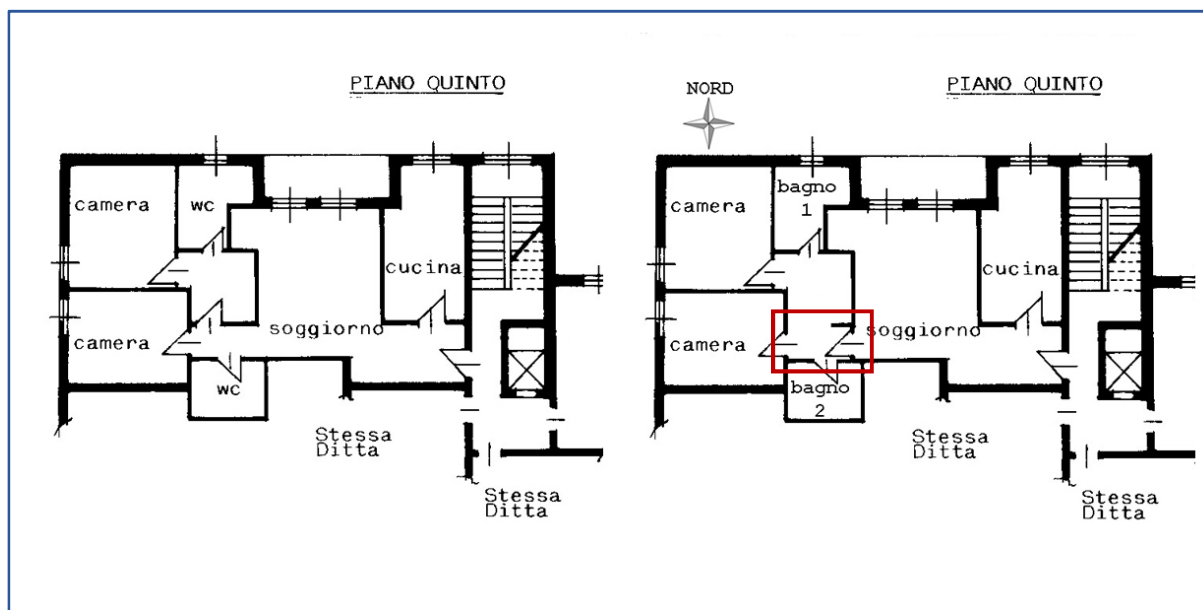 PIANO QUINTO
camera
wc
cucina
camera
soggiorno
wc
Stessa
Ditta
Stessa
Ditta
NORD
PIANO QUINTO
camera
bagno
1
cucina
camera
soggiorno
bagno
2
Stessa
Ditta
Stessa
Ditta